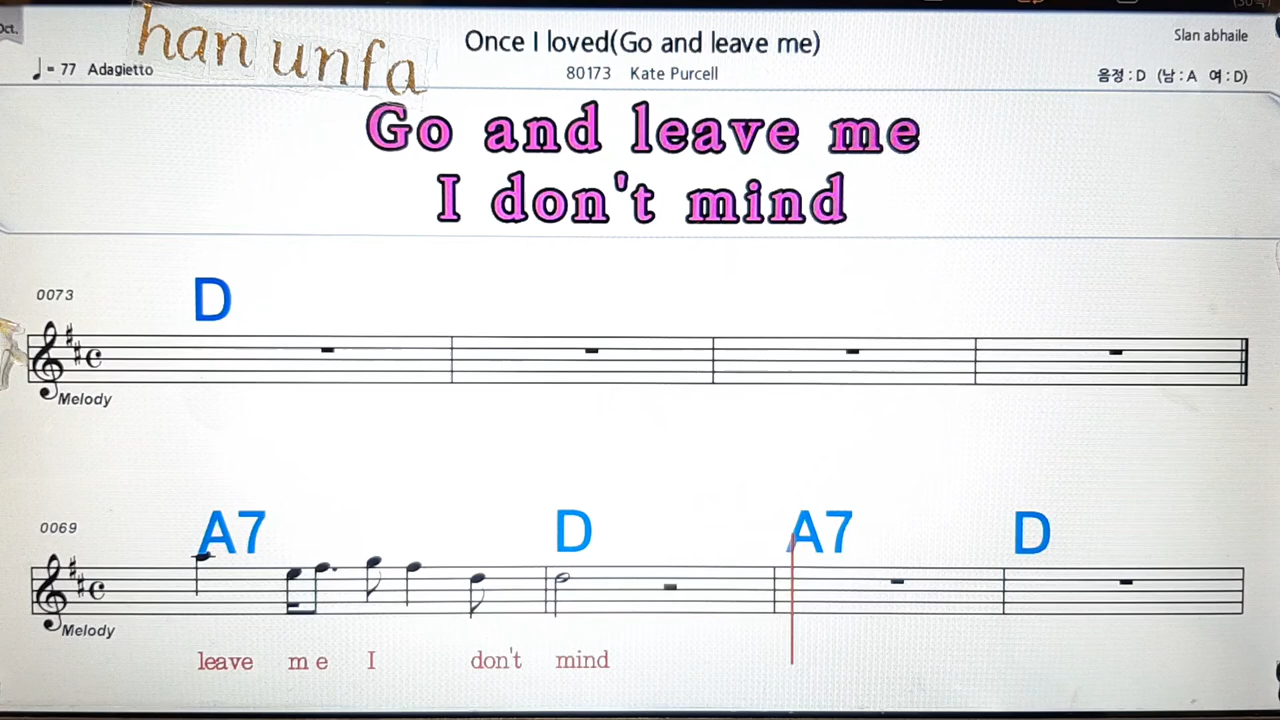 Oct.
han unfa
Once I loved(Go and leave me)
Slan abhaile
♩= 77 Adagietto
80173 Kate Purcell
음정 : D (남 : A 여 : D)
Go and leave me
I don't mind
0073
D
Melody
0069
A7 D A7 D
Melody
leave me I don't mind